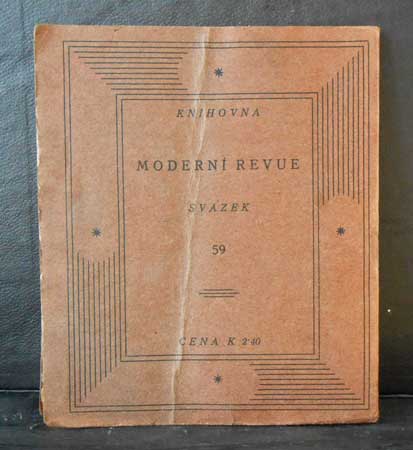 KNIHOVNA
MODERNÍ REVUE
SVAZEK
59
CENA K 2·40